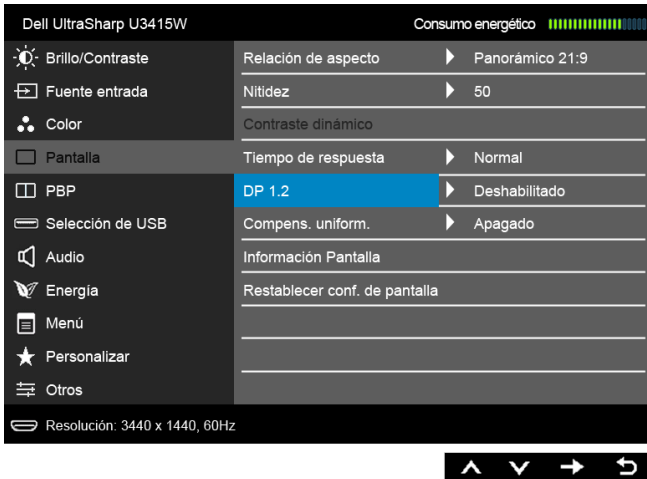 Dell UltraSharp U3415W Consumo energético
Brillo/Contraste Relación de aspecto Panorámico 21:9
Fuente entrada Nitidez 50
Color Contraste dinámico
Pantalla Tiempo de respuesta Normal
PBP DP 1.2 Deshabilitado
Selección de USB Compens. uniform. Apagado
Audio Información Pantalla
Energía Restablecer conf. de pantalla
Menú
Personalizar
Otros
Resolución: 3440 x 1440, 60Hz